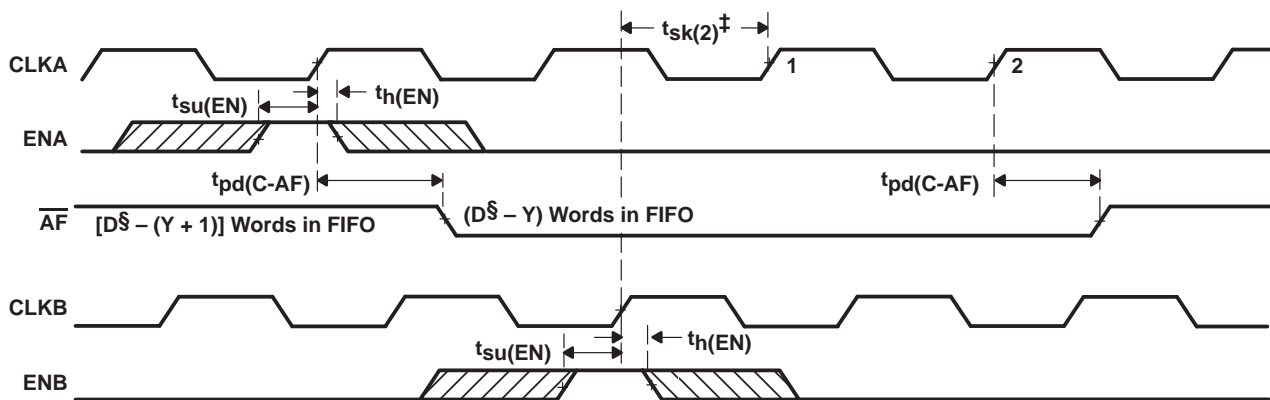 tsk(2)‡
CLKA
1
2
tsu(EN)
th(EN)
ENA
tpd(C-AF)
tpd(C-AF)
AF
[D§ – (Y + 1)] Words in FIFO
(D§ – Y) Words in FIFO
CLKB
tsu(EN)
th(EN)
ENB